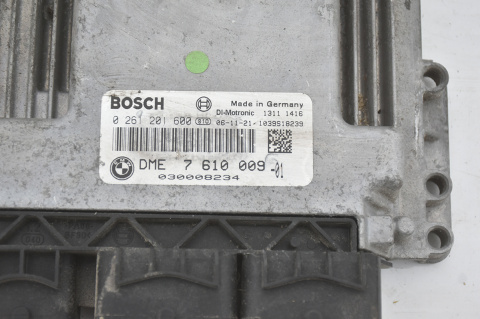 BOSCH Made in Germany
DI-Motronic 1311 1416
0 261 201 600 06-11-21-1039S18239
DME 7 610 009-01
030008234